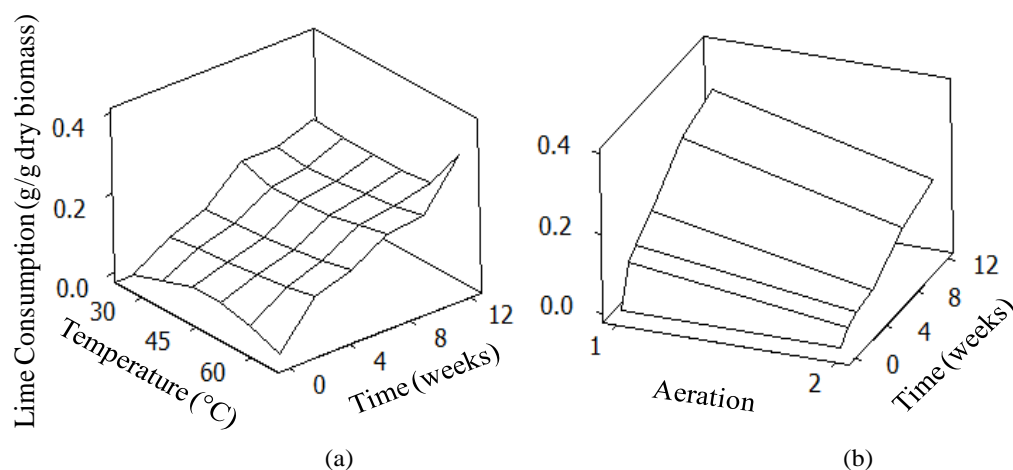 Lime Consumption (g/g dry biomass)
0.4
0.2
0.0
30
45
60
Temperature (°C)
0
4
8
12
Time (weeks)
(a)
0.4
0.2
0.0
1
2
Aeration
0
4
8
12
Time (weeks)
(b)